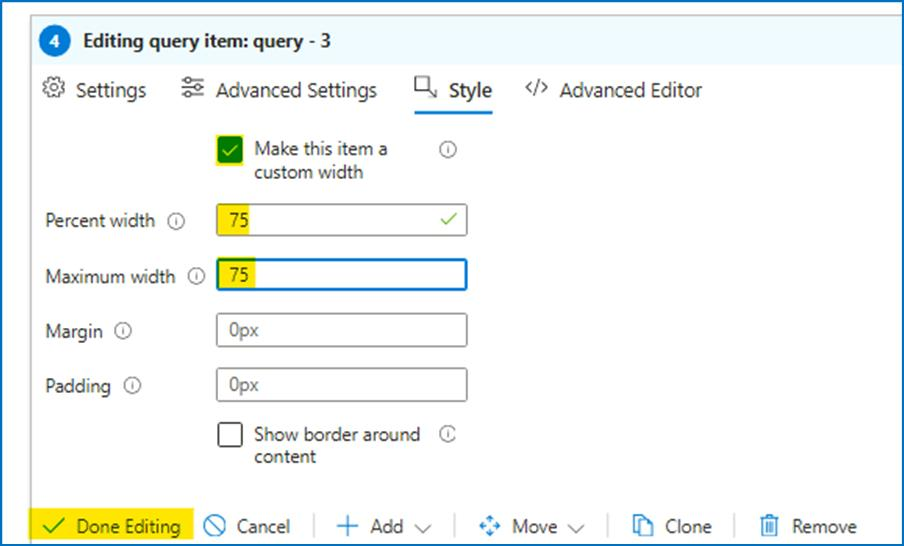 4 Editing query item: query - 3
Settings Advanced Settings Style </> Advanced Editor
Make this item a
custom width
Percent width 75
Maximum width 75
Margin 0px
Padding 0px
Show border around
content
Done Editing Cancel Add Move Clone Remove